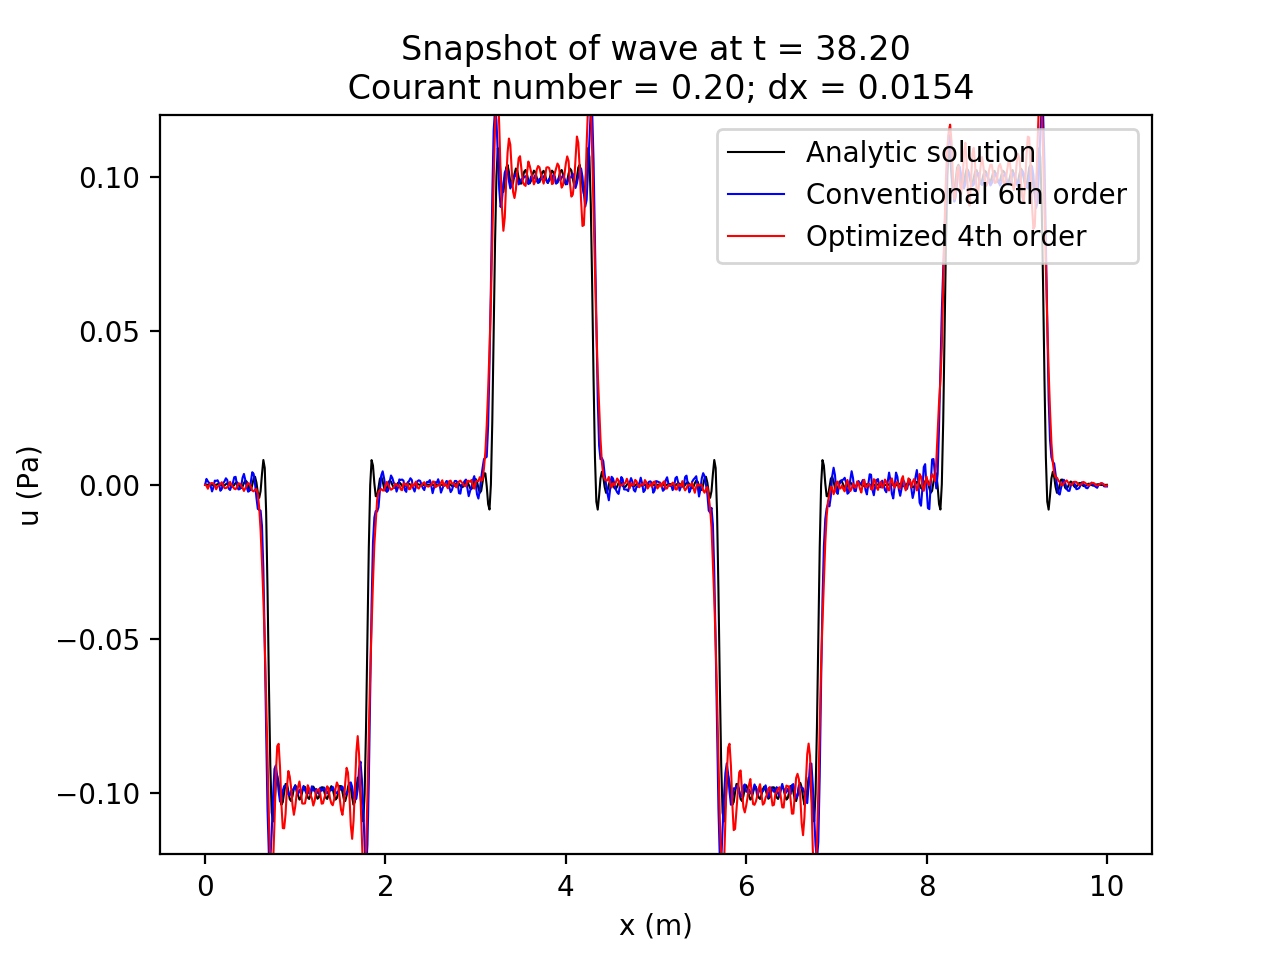 Snapshot of wave at t = 38.20
Courant number = 0.20; dx = 0.0154
Analytic solution
Conventional 6th order
Optimized 4th order
0.10
0.05
0.00
−0.05
−0.10
u (Pa)
0 2 4 6 8 10
x (m)